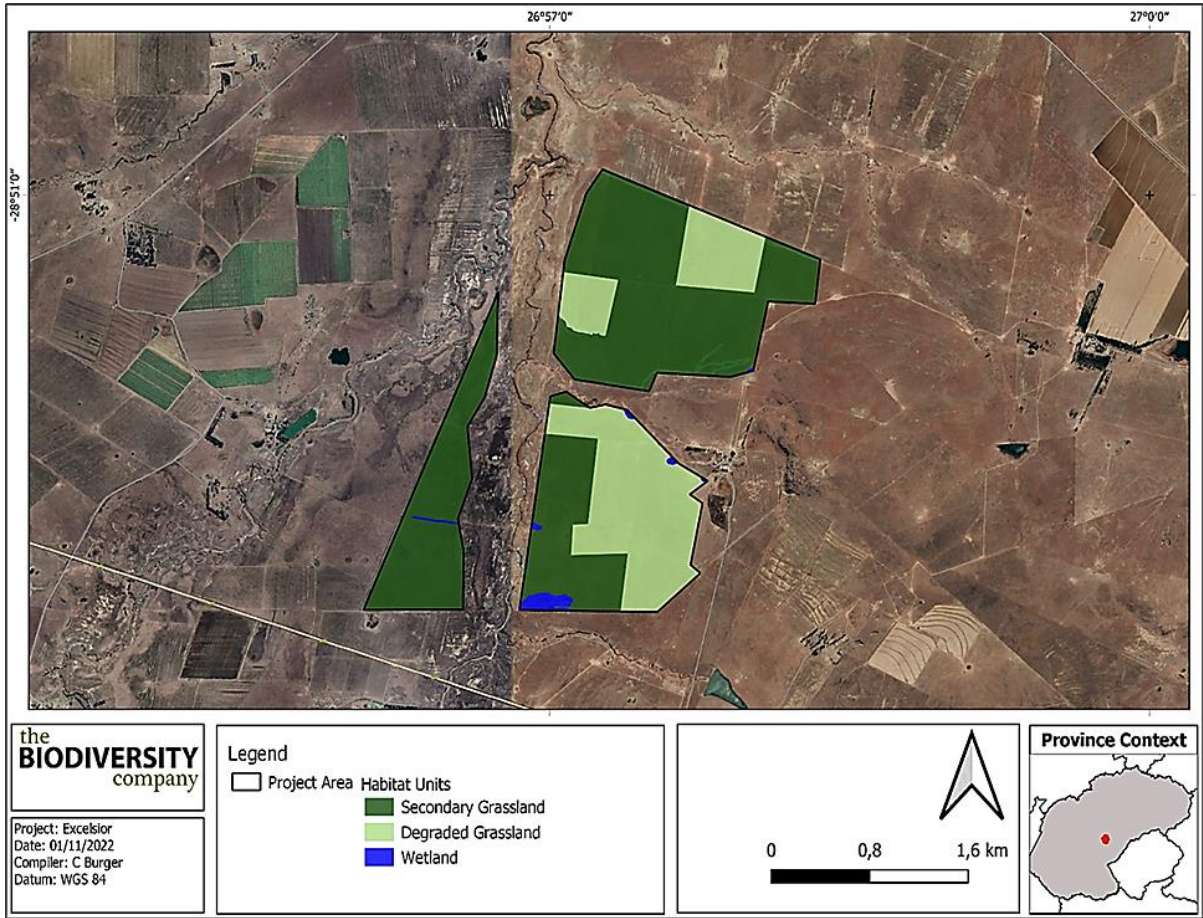 26°57'0"
27°0'0"
-28°51'0"
the
BIODIVERSITY
company
Project: Excelsior
Date: 01/11/2022
Compiler: C Burger
Datum: WGS 84
Legend
Project Area
Habitat Units
Secondary Grassland
Degraded Grassland
Wetland
0 0,8 1,6 km
Province Context